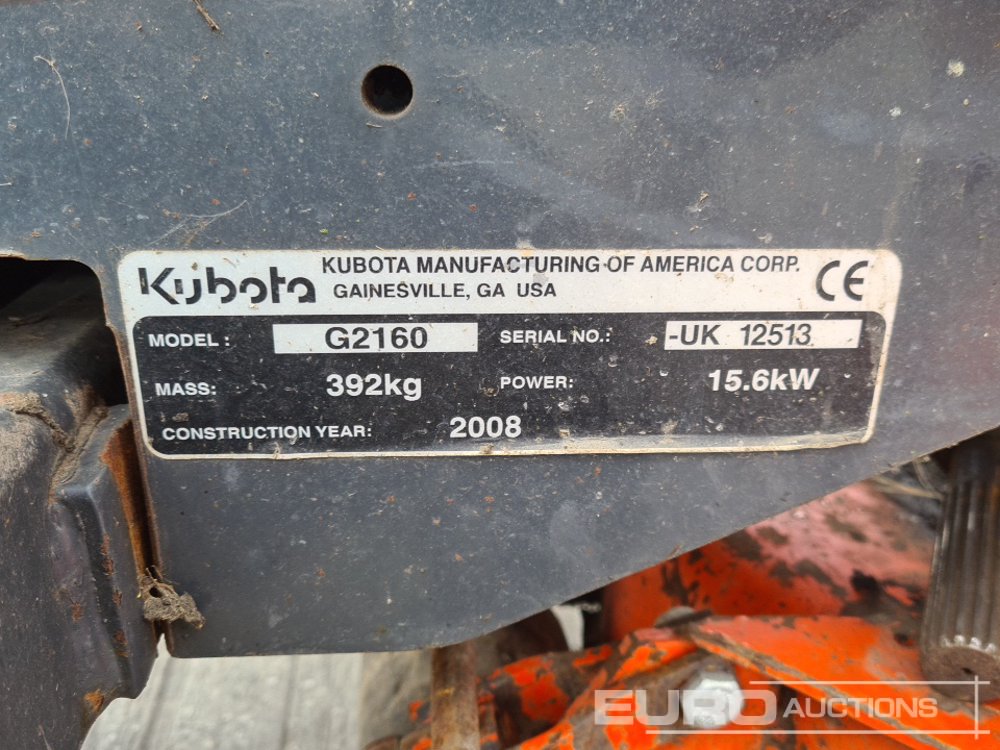 Kubota KUBOTA MANUFACTURING OF AMERICA CORP. CE
GAINESVILLE, GA USA
MODEL: G2160 SERIAL NO.: -UK 12513
MASS: 392kg POWER: 15.6kW
CONSTRUCTION YEAR: 2008
EURO AUCTIONS